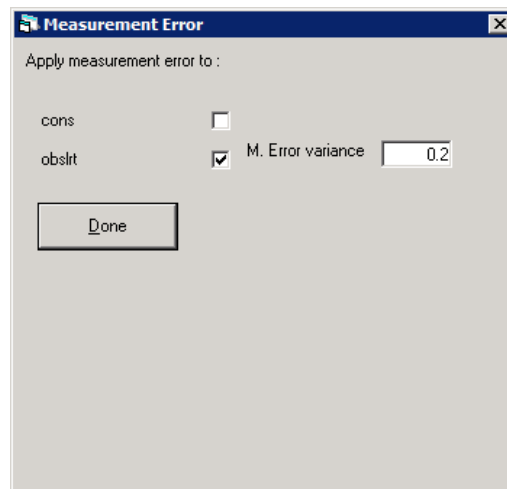 Measurement Error
Apply measurement error to :
cons
obslrt M. Error variance 0.2
Done